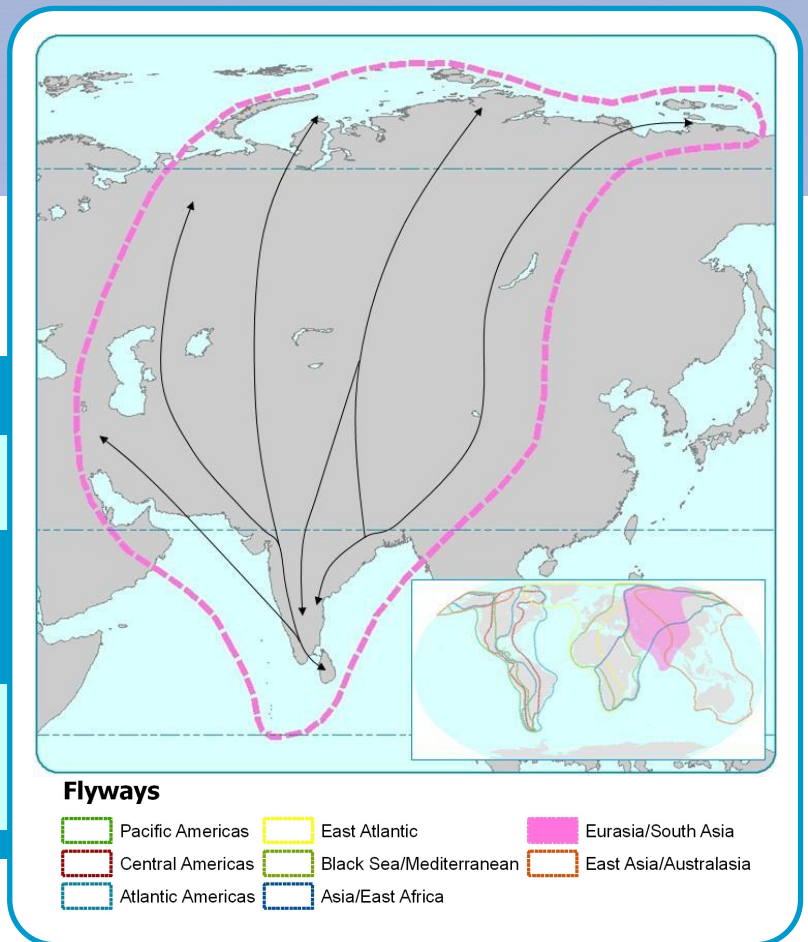 Flyways
Pacific Americas East Atlantic Eurasia/South Asia
Central Americas Black Sea/Mediterranean East Asia/Australasia
Atlantic Americas Asia/East Africa